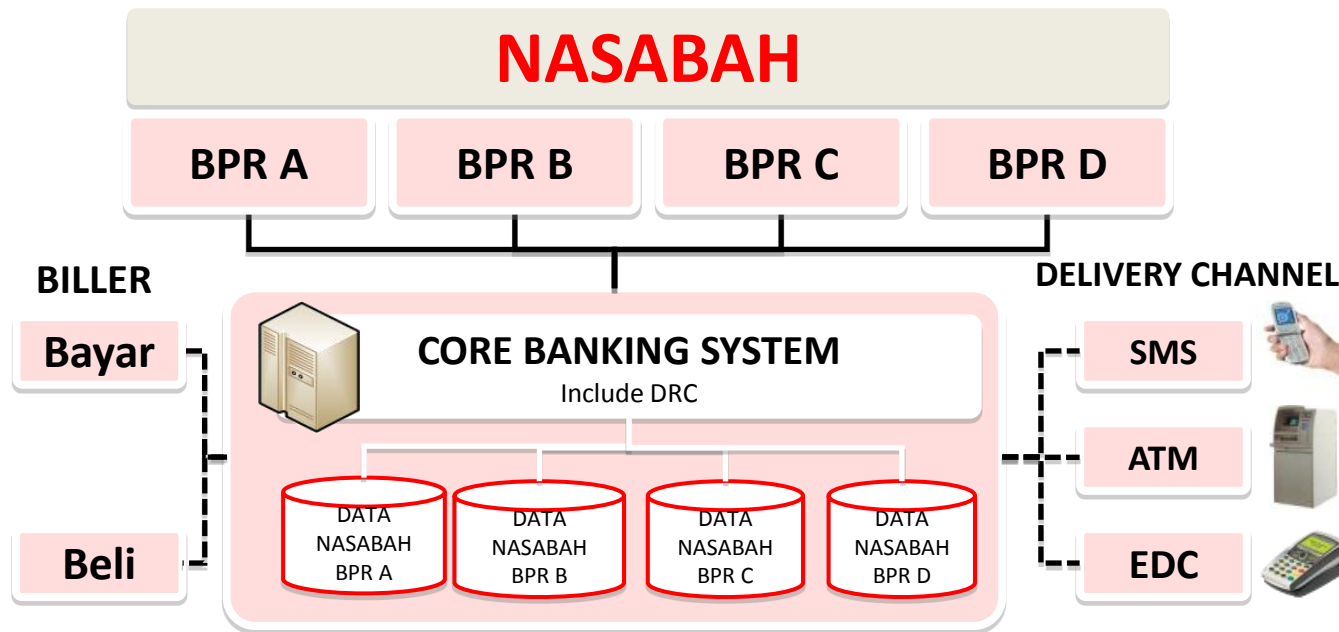 NASABAH
BPR A
BPR B
BPR C
BPR D
BILLER
Bayar
Beli
CORE BANKING SYSTEM
Include DRC
DATA
NASABAH
BPR A
DATA
NASABAH
BPR B
DATA
NASABAH
BPR C
DATA
NASABAH
BPR D
DELIVERY CHANNEL
SMS
ATM
EDC